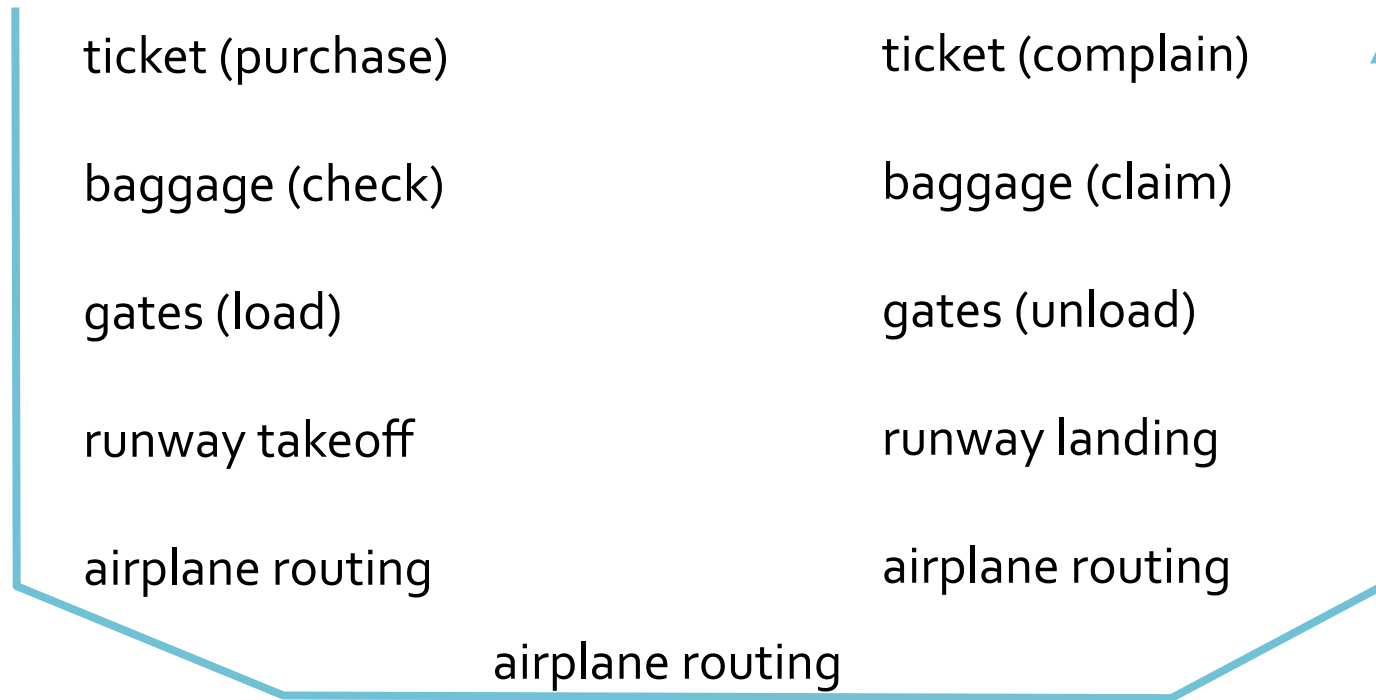 ticket (purchase)
baggage (check)
gates (load)
runway takeoff
airplane routing
ticket (complain)
baggage (claim)
gates (unload)
runway landing
airplane routing
airplane routing